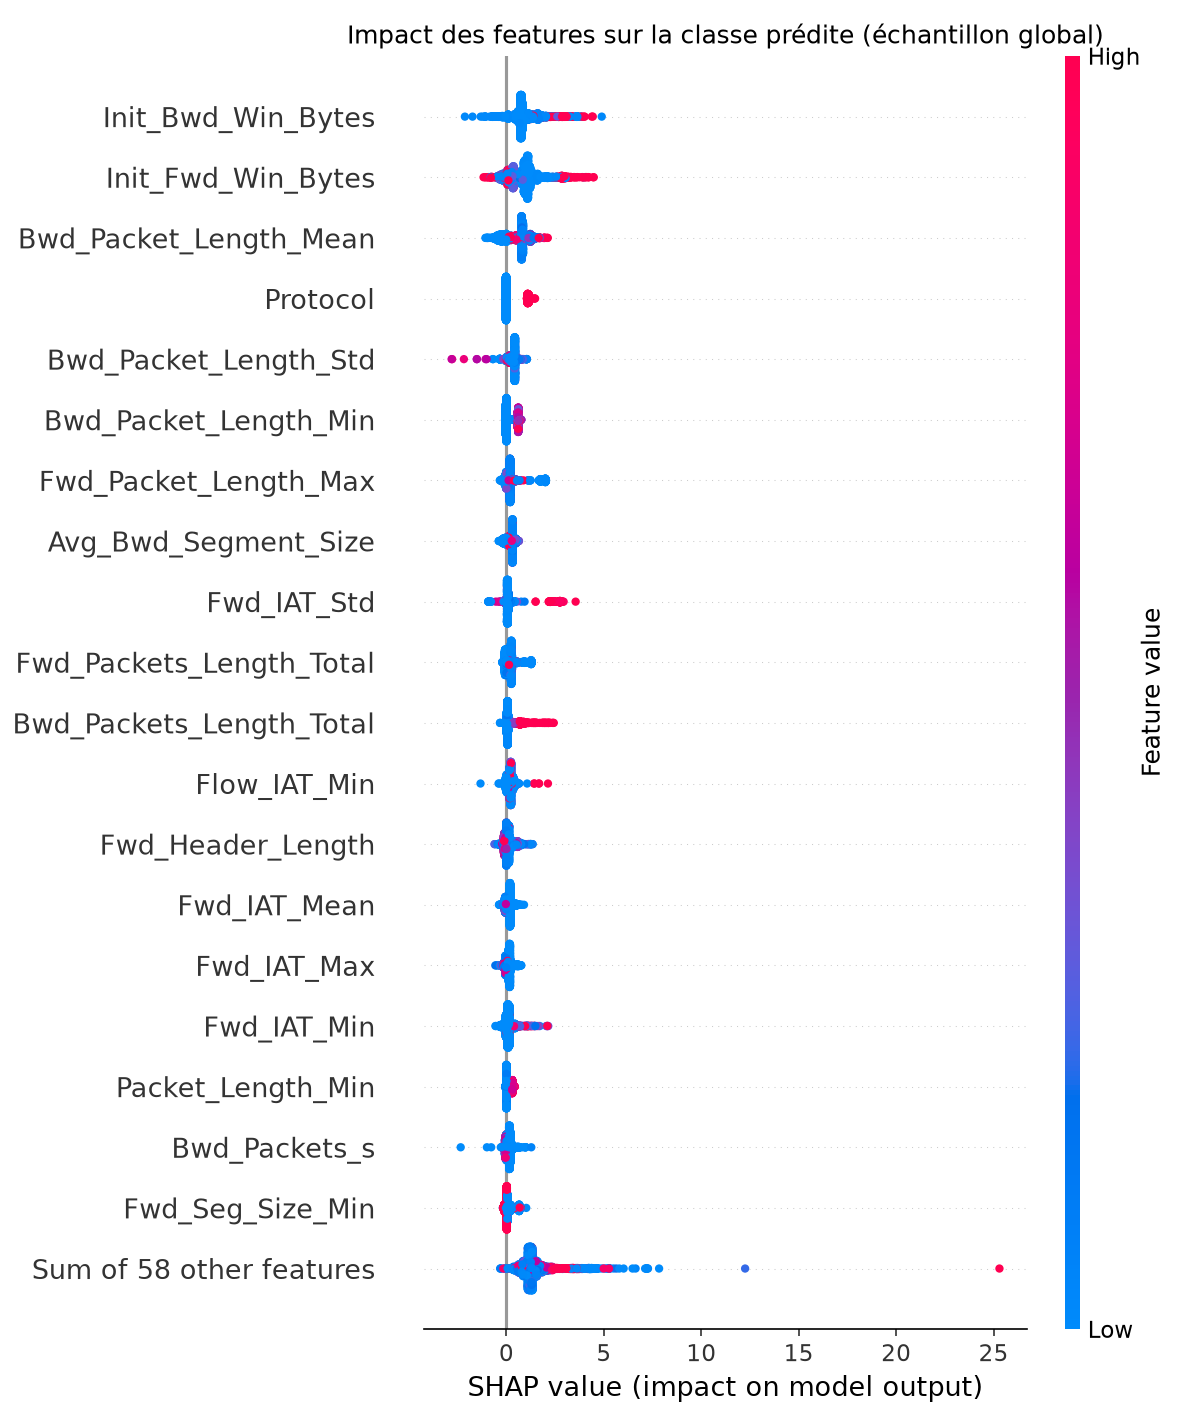 Impact des features sur la classe prédite (échantillon global)
High
Init_Bwd_Win_Bytes
Init_Fwd_Win_Bytes
Bwd_Packet_Length_Mean
Protocol
Bwd_Packet_Length_Std
Bwd_Packet_Length_Min
Fwd_Packet_Length_Max
Avg_Bwd_Segment_Size
Fwd_IAT_Std
Fwd_Packets_Length_Total
Bwd_Packets_Length_Total
Flow_IAT_Min
Fwd_Header_Length
Fwd_IAT_Mean
Fwd_IAT_Max
Fwd_IAT_Min
Packet_Length_Min
Bwd_Packets_s
Fwd_Seg_Size_Min
Sum of 58 other features
Feature value
Low
0 5 10 15 20 25
SHAP value (impact on model output)